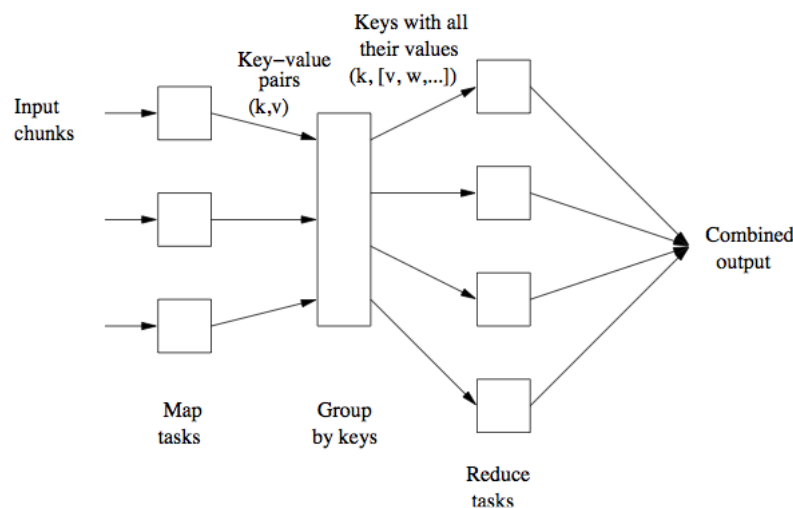 Keys with all
their values
(k, [v, w,...])
Key−value
pairs
(k,v)
Input
chunks
Combined
output
Map
tasks
Group
by keys
Reduce
tasks